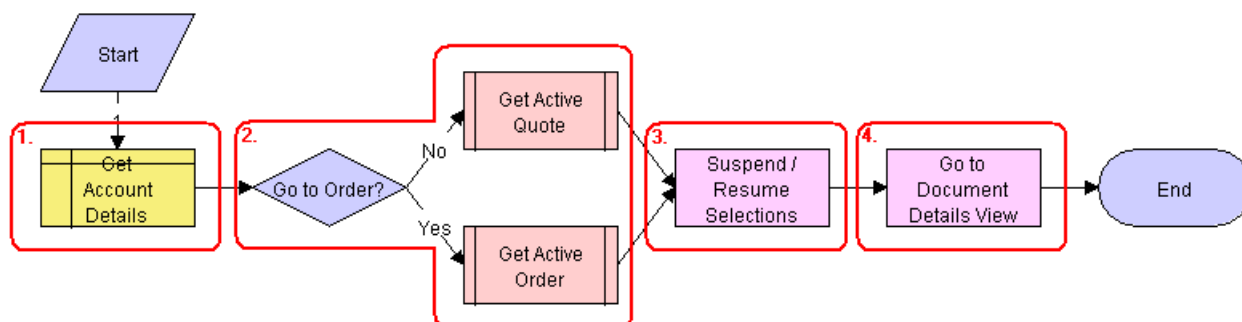 Start
1
1.
Get
Account
Details
2.
Go to Order?
No
Yes
Get Active
Quote
Get Active
Order
3.
Suspend /
Resume
Selections
4.
Go to
Document
Details View
End